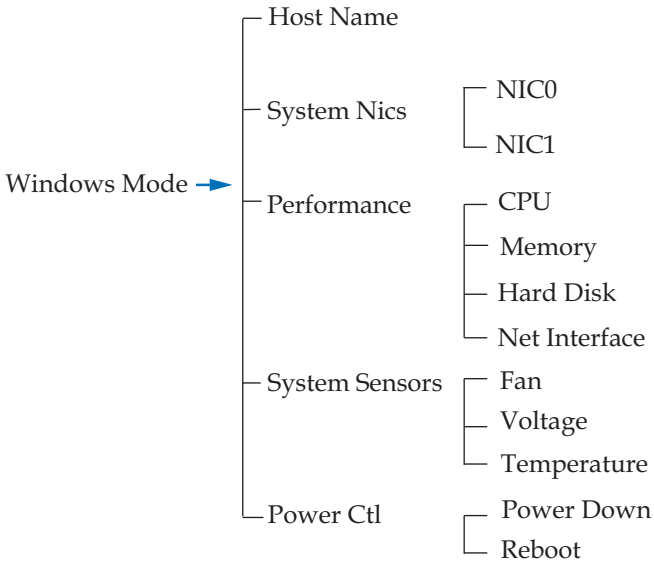 Host Name
System Nics
NIC0
NIC1
Windows Mode
Performance
CPU
Memory
Hard Disk
Net Interface
System Sensors
Fan
Voltage
Temperature
Power Ctl
Power Down
Reboot